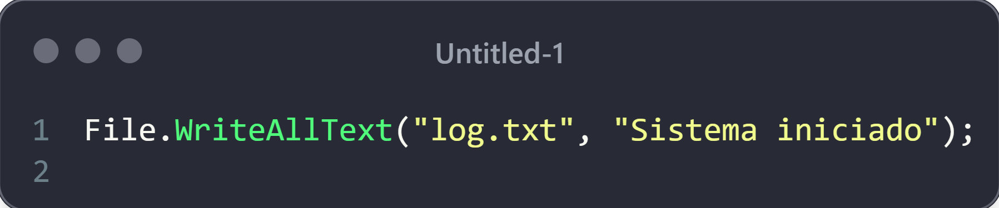 Untitled-1
1 File.WriteAllText("log.txt", "Sistema iniciado");
2